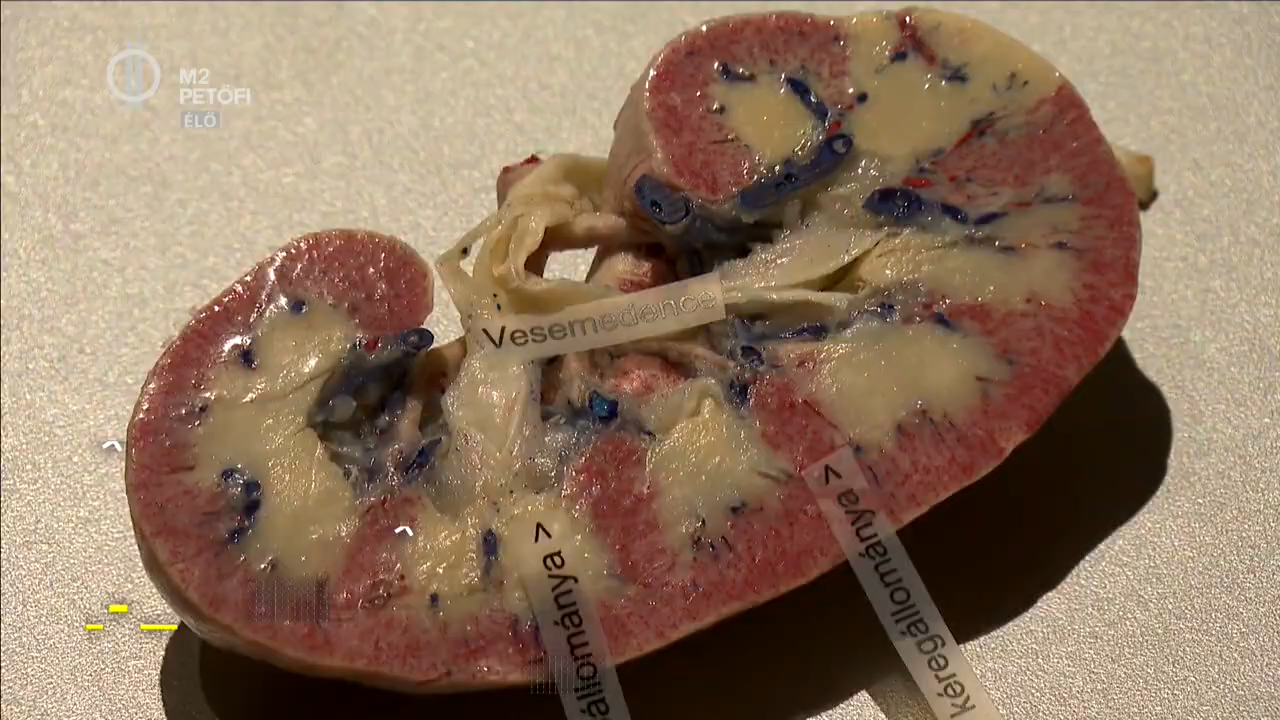 M2
PETŐFI
ÉLŐ
Vesemedence
állománya >
kéregállománya >